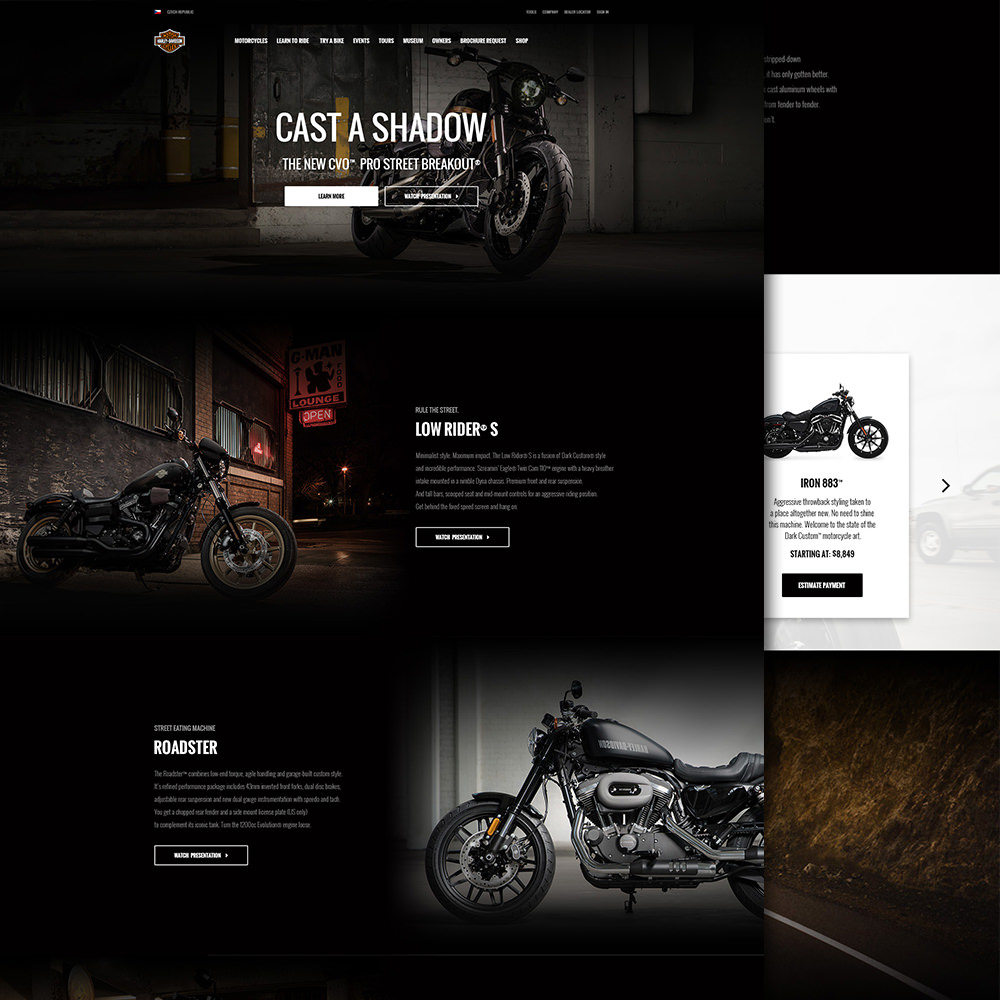 CZECH REPUBLIC
TOOLS COMPANY DEALER LOCATOR SIGN IN
HARLEY-DAVIDSON
MOTORCYCLES LEARN TO RIDE TRY A BIKE EVENTS TOURS MUSEUM OWNERS BROCHURE REQUEST SHOP
CAST A SHADOW
THE NEW CVO™ PRO STREET BREAKOUT®
LEARN MORE
WATCH PRESENTATION
stripped-down
it has only gotten better.
cast aluminum wheels with
from fender to fender.
G-MAN
FOOD
LOUNGE
OPEN
RULE THE STREET.
LOW RIDER® S
Minimalist style. Maximum impact. The Low Rider® S is a fusion of Dark Custom® style
and incredible performance. Screamin' Eagle® Twin Cam 110™ engine with a heavy breather
intake mounted in a nimble Dyna chassis. Premium front and rear suspension.
And tall bars, scooped seat and mid-mount controls for an aggressive riding position.
Get behind the fixed speed screen and hang on.
WATCH PRESENTATION
IRON 883™
Aggressive throwback styling taken to
a place altogether new. No need to shine
this machine. Welcome to the state of the
Dark Custom™ motorcycle art.
STARTING AT: $8,849
ESTIMATE PAYMENT
STREET EATING MACHINE
ROADSTER
The Roadster™ combines low-end torque, agile handling and garage-built custom style.
It's refined performance package includes 43mm inverted front forks, dual disc brakes,
adjustable rear suspension and new dual gauge instrumentation with speedo and tach.
You get a chopped rear fender and a side mount license plate (US only)
to complement its iconic tank. Turn the 1200cc Evolution® engine loose.
WATCH PRESENTATION
HARLEY-DAVIDSON